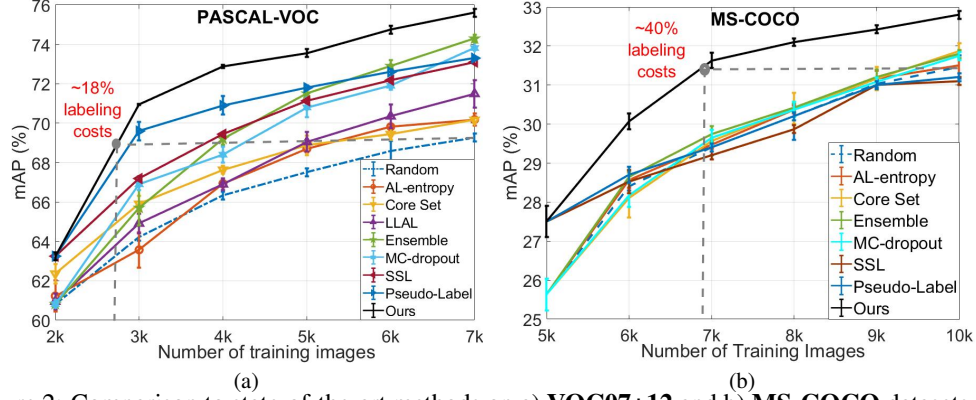 PASCAL-VOC
76
74
72
70
68
66
64
62
60
mAP (%)
~18%
labeling
costs
Random
AL-entropy
Core Set
LLAL
Ensemble
MC-dropout
SSL
Pseudo-Label
Ours
2k 3k 4k 5k 6k 7k
Number of training images
(a)
MS-COCO
33
32
31
30
29
28
27
26
25
mAP (%)
~40%
labeling
costs
Random
AL-entropy
Core Set
Ensemble
MC-dropout
SSL
Pseudo-Label
Ours
5k 6k 7k 8k 9k 10k
Number of Training Images
(b)